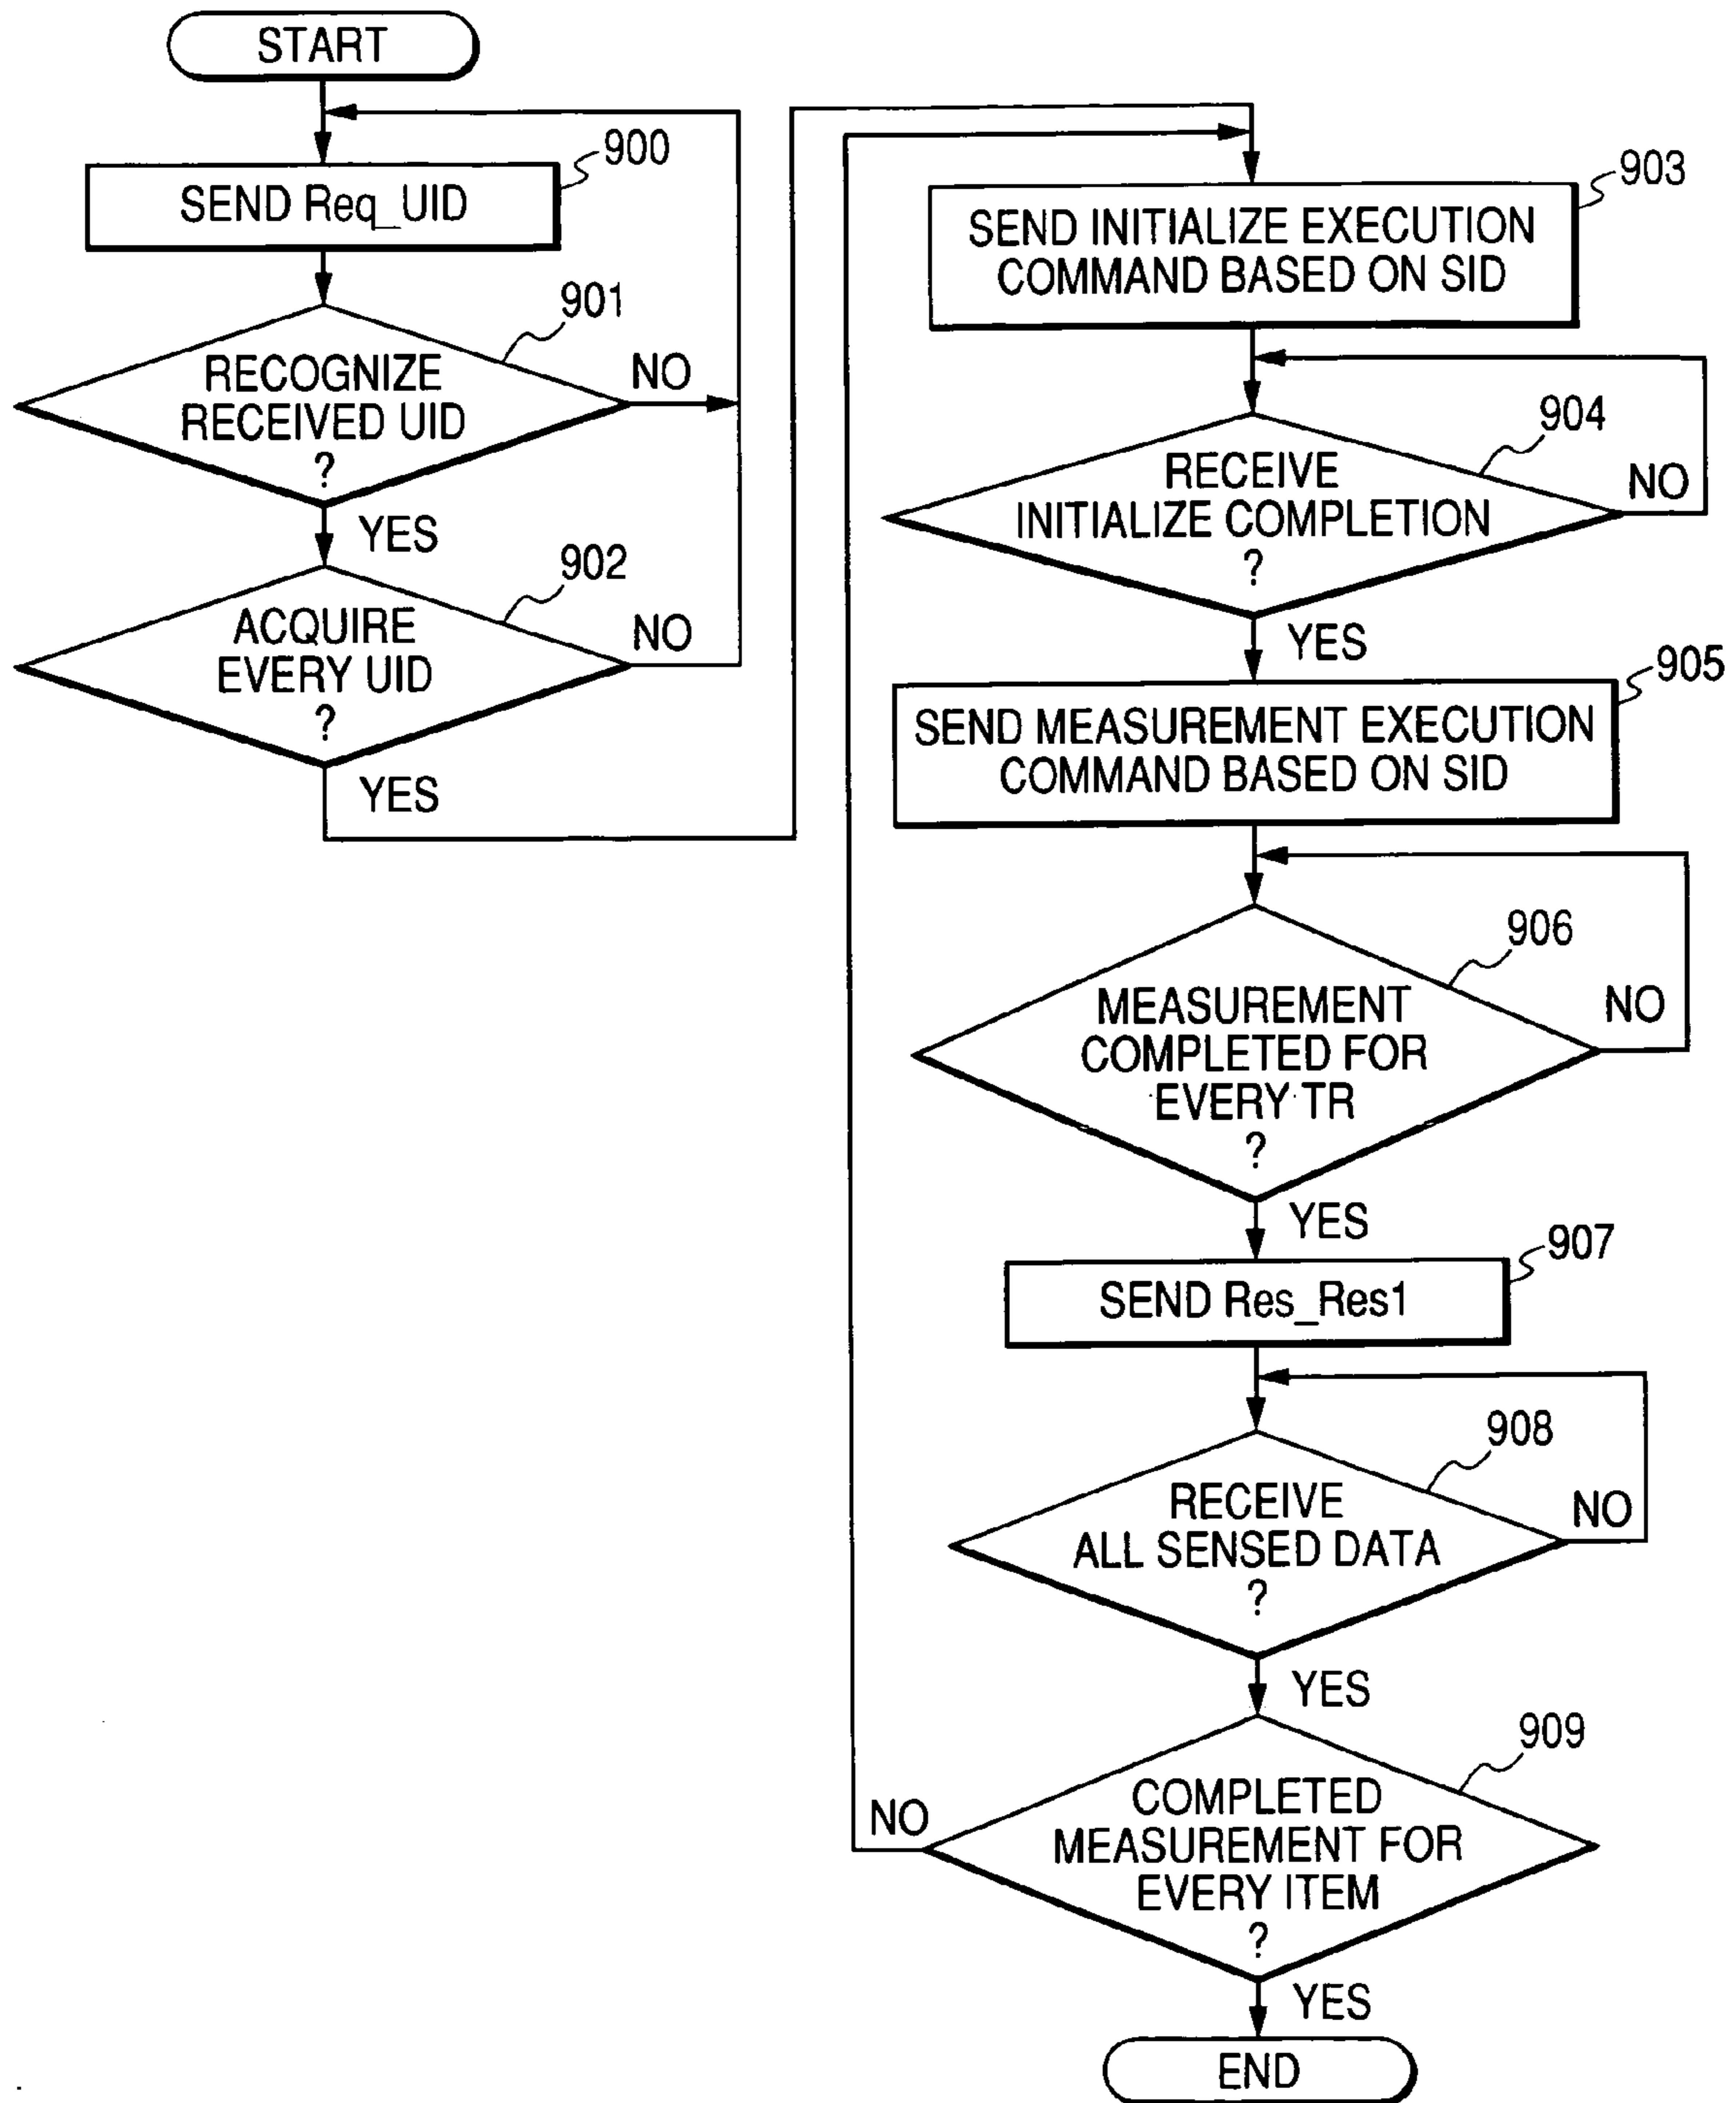 START
900
SEND Req_UID
901
RECOGNIZE
RECEIVED UID
?
NO
YES
902
ACQUIRE
EVERY UID
?
NO
YES
903
SEND INITIALIZE EXECUTION
COMMAND BASED ON SID
904
RECEIVE
INITIALIZE COMPLETION
?
NO
YES
905
SEND MEASUREMENT EXECUTION
COMMAND BASED ON SID
906
MEASUREMENT
COMPLETED FOR
EVERY TR
?
NO
YES
907
SEND Res_Res1
908
RECEIVE
ALL SENSED DATA
?
NO
YES
909
COMPLETED
MEASUREMENT FOR
EVERY ITEM
?
NO
YES
END